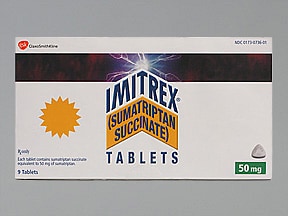 gsk GlaxoSmithKline
NDC 0173-0736-01
IMITREX®
(SUMATRIPTAN
SUCCINATE)
TABLETS
Rx only
Each tablet contains sumatriptan succinate
equivalent to 50 mg of sumatriptan.
9 Tablets
50 mg